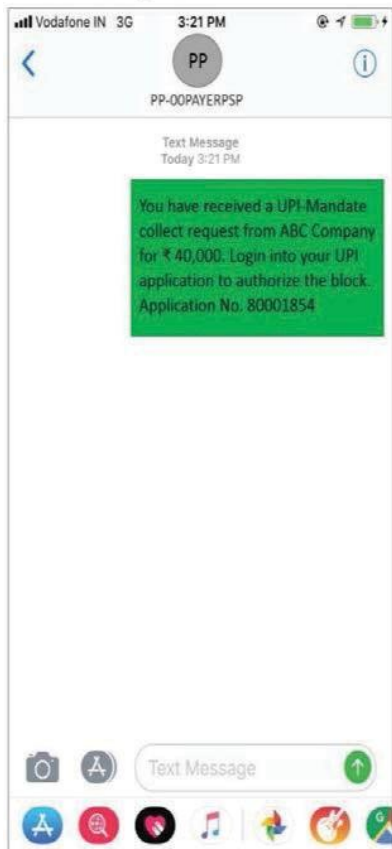 Vodafone IN 3G 3:21 PM
PP
PP-OOPAYERPSP
Text Message
Today 3:21 PM
You have received a UPI-Mandate
collect request from ABC Company
for ₹ 40,000. Login into your UPI
application to authorize the block.
Application No. 80001854
Text Message